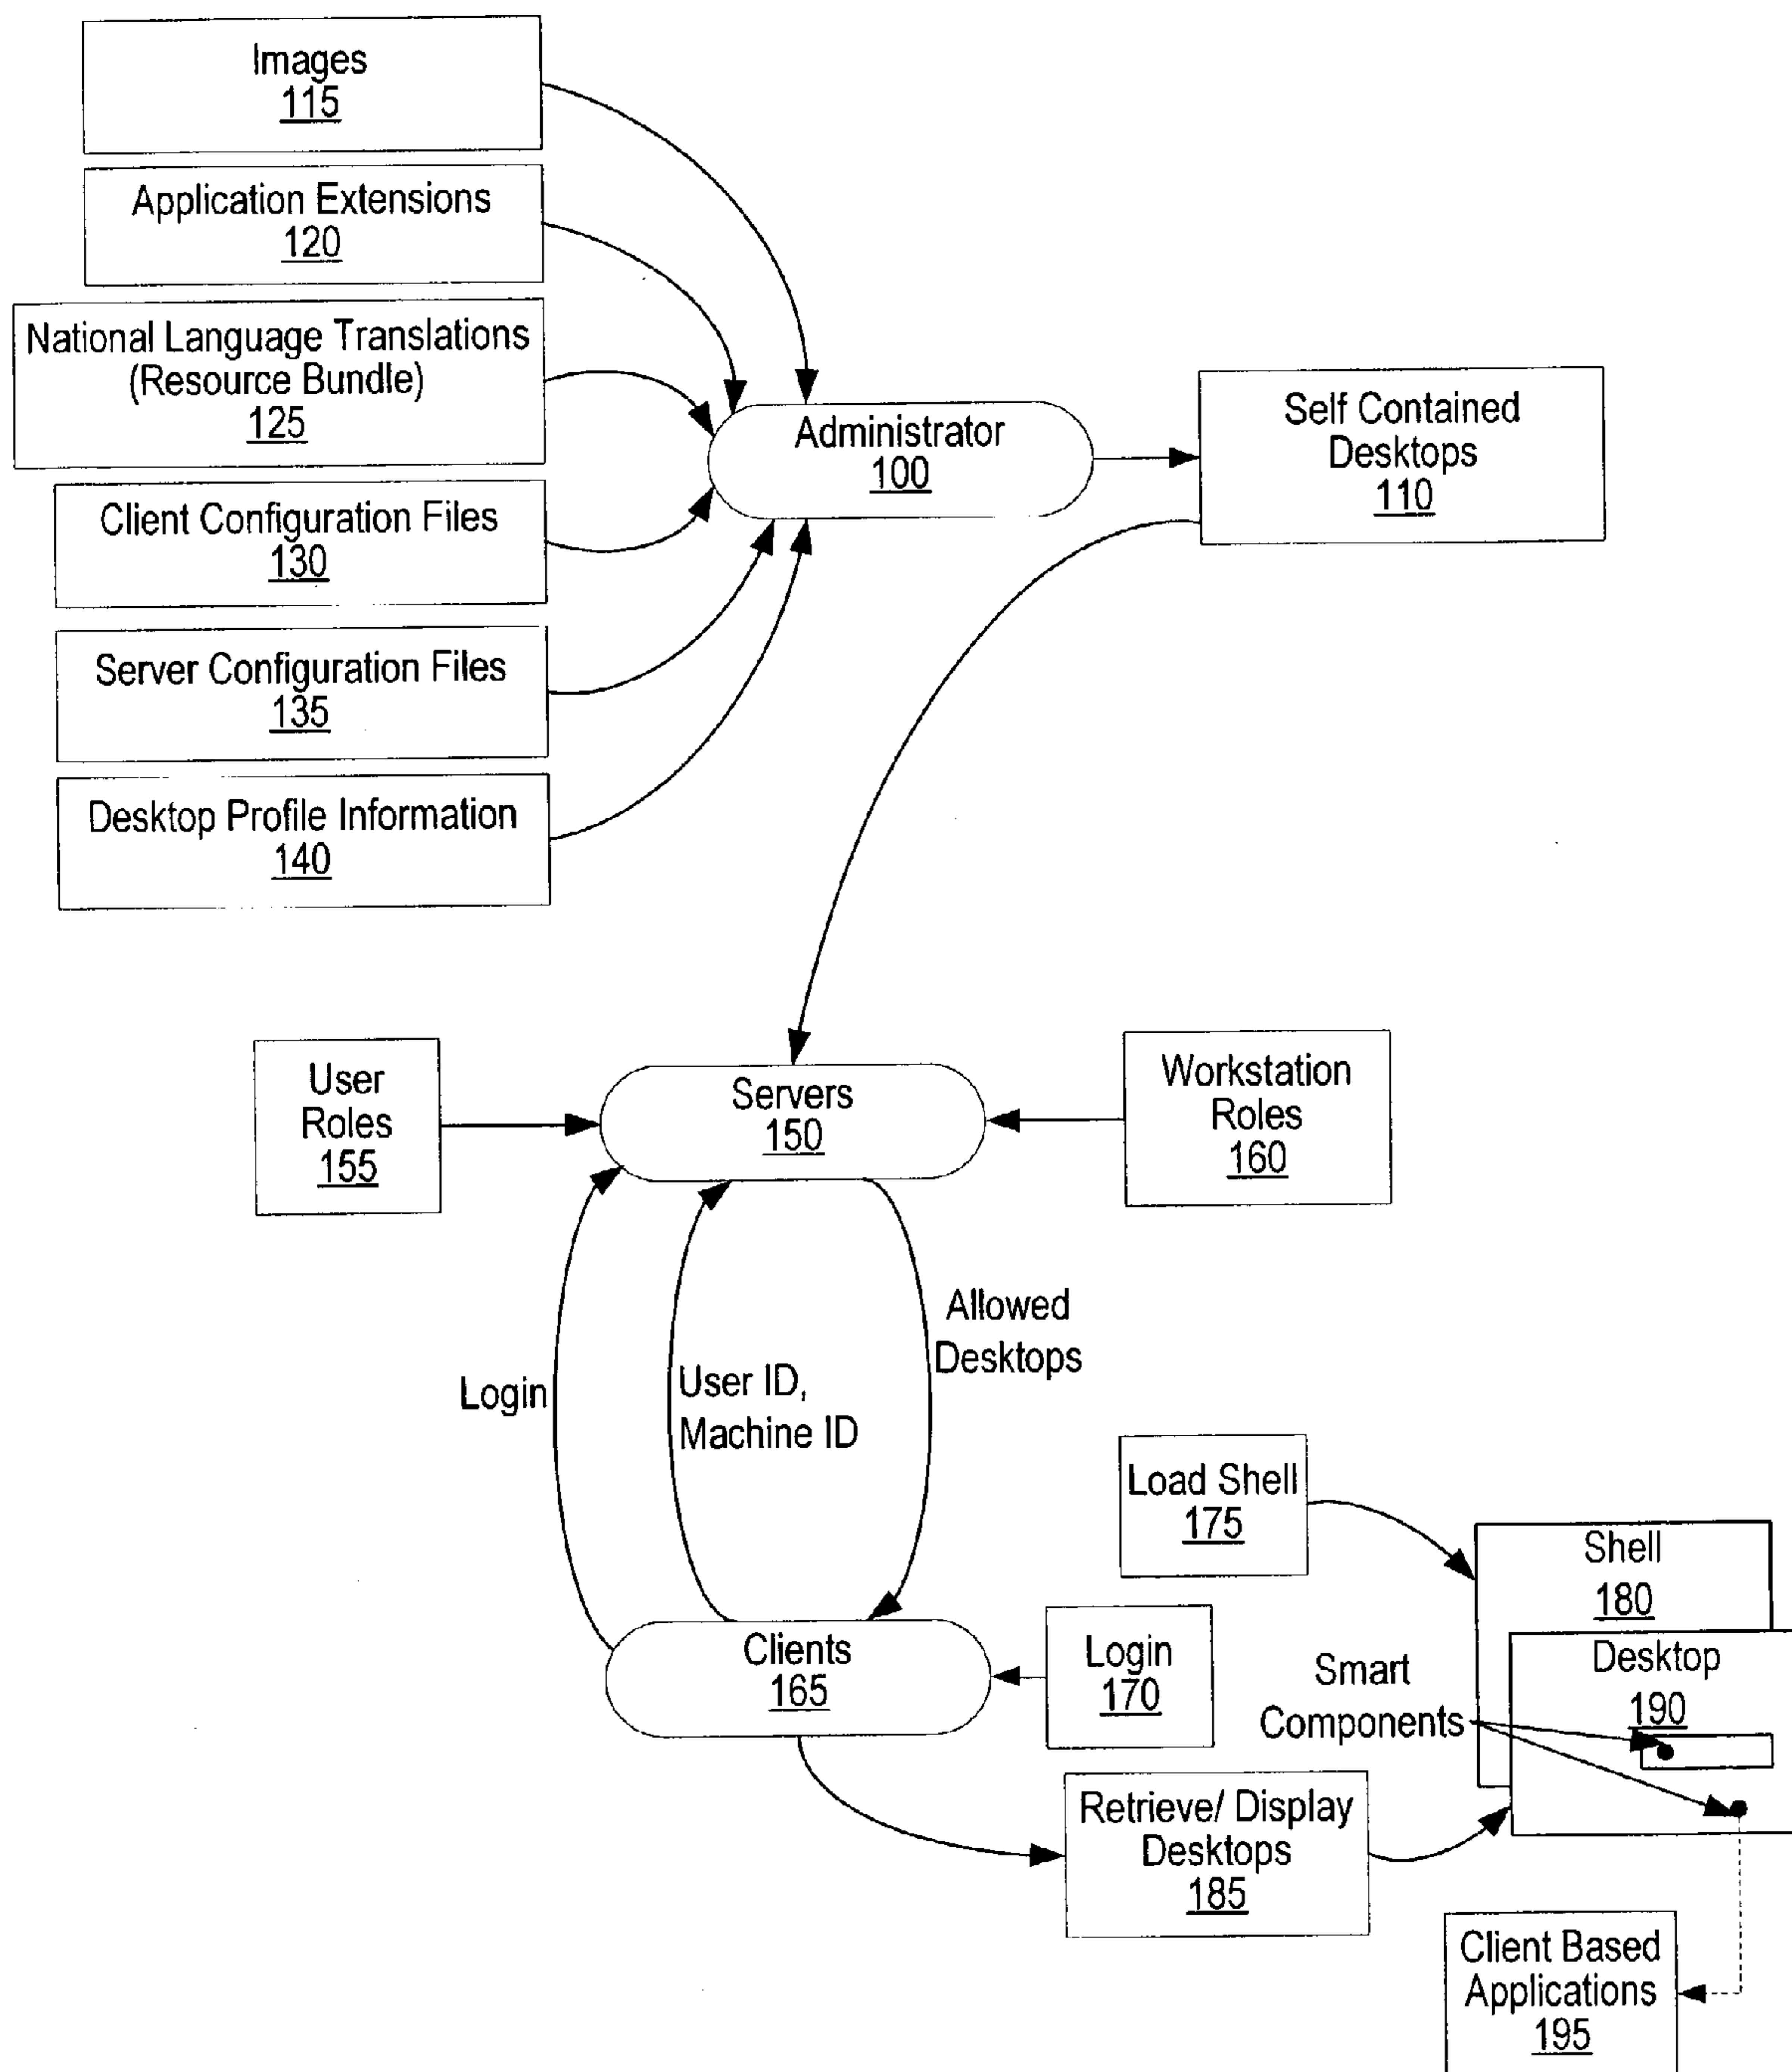 Images
115
Application Extensions
120
National Language Translations
(Resource Bundle)
125
Client Configuration Files
130
Server Configuration Files
135
Desktop Profile Information
140
Administrator
100
Self Contained
Desktops
110
User
Roles
155
Servers
150
Workstation
Roles
160
Login
User ID,
Machine ID
Allowed
Desktops
Clients
165
Login
170
Load Shell
175
Shell
180
Desktop
190
Smart
Components
Retrieve/ Display
Desktops
185
Client Based
Applications
195